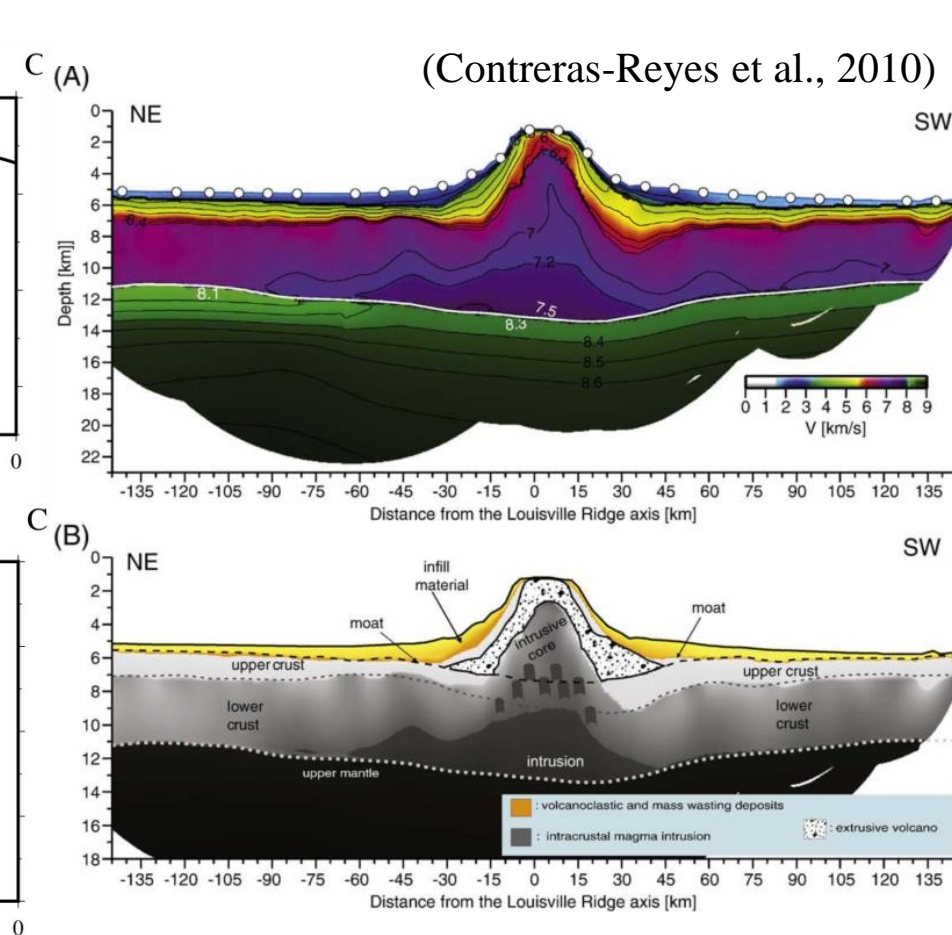 (Contreras-Reyes et al., 2010)
C
(A)
NE
SW
0
2
4
6
8
10
12
14
16
18
20
22
Depth [km]]
6.4
6.4
7
7.2
7
8.1
7.5
8.3
8.4
8.5
8.6
0 1 2 3 4 5 6 7 8 9
V [km/s]
0
-135 -120 -105 -90 -75 -60 -45 -30 -15 0 15 30 45 60 75 90 105 120 135
Distance from the Louisville Ridge axis [km]
C
(B)
NE
SW
0
2
4
6
8
10
12
14
16
18
infill
material
moat
moat
intrusive
core
upper crust
upper crust
lower
crust
lower
crust
intrusion
upper mantle
: volcanoclastic and mass wasting deposits
: intracrustal magma intrusion
: extrusive volcano
-135 -120 -105 -90 -75 -60 -45 -30 -15 0 15 30 45 60 75 90 105 120 135
Distance from the Louisville Ridge axis [km]
0